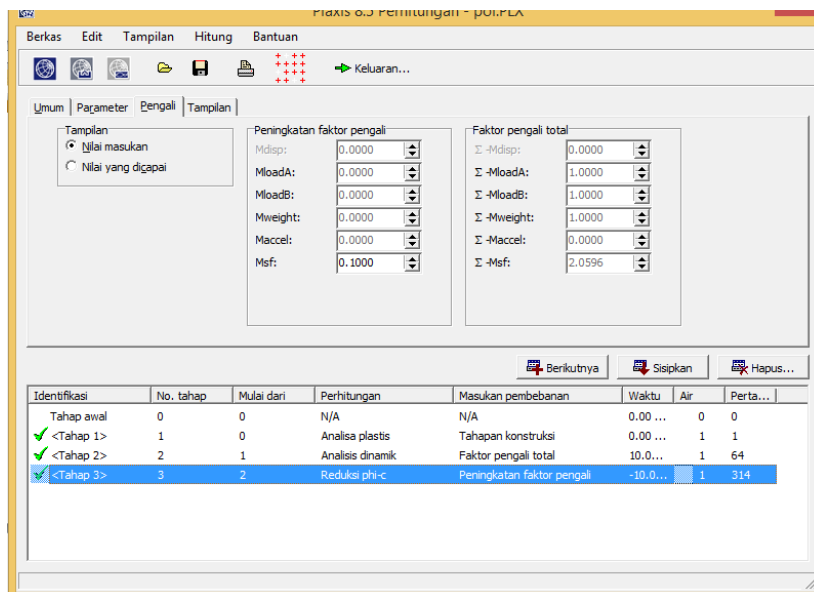 Plaxis 8.5 Perhitungan - pol.PLX
Berkas Edit Tampilan Hitung Bantuan
Keluaran...
Umum Parameter Pengali Tampilan
Tampilan
Nilai masukan
Nilai yang dicapai
Peningkatan faktor pengali
Mdisp: 0.0000
MloadA: 0.0000
MloadB: 0.0000
Mweight: 0.0000
Maccel: 0.0000
Msf: 0.1000
Faktor pengali total
Σ -Mdisp: 0.0000
Σ -MloadA: 1.0000
Σ -MloadB: 1.0000
Σ -Mweight: 1.0000
Σ -Maccel: 0.0000
Σ -Msf: 2.0596
Berikutnya Sisipkan Hapus...
Identifikasi No. tahap Mulai dari Perhitungan Masukan pembebanan Waktu Air Perta...
Tahap awal 0 0 N/A N/A 0.00 ... 0 0
<Tahap 1> 1 0 Analisa plastis Tahapan konstruksi 0.00 ... 1 1
<Tahap 2> 2 1 Analisis dinamik Faktor pengali total 10.0... 1 64
<Tahap 3> 3 2 Reduksi phi-c Peningkatan faktor pengali -10.0... 1 314